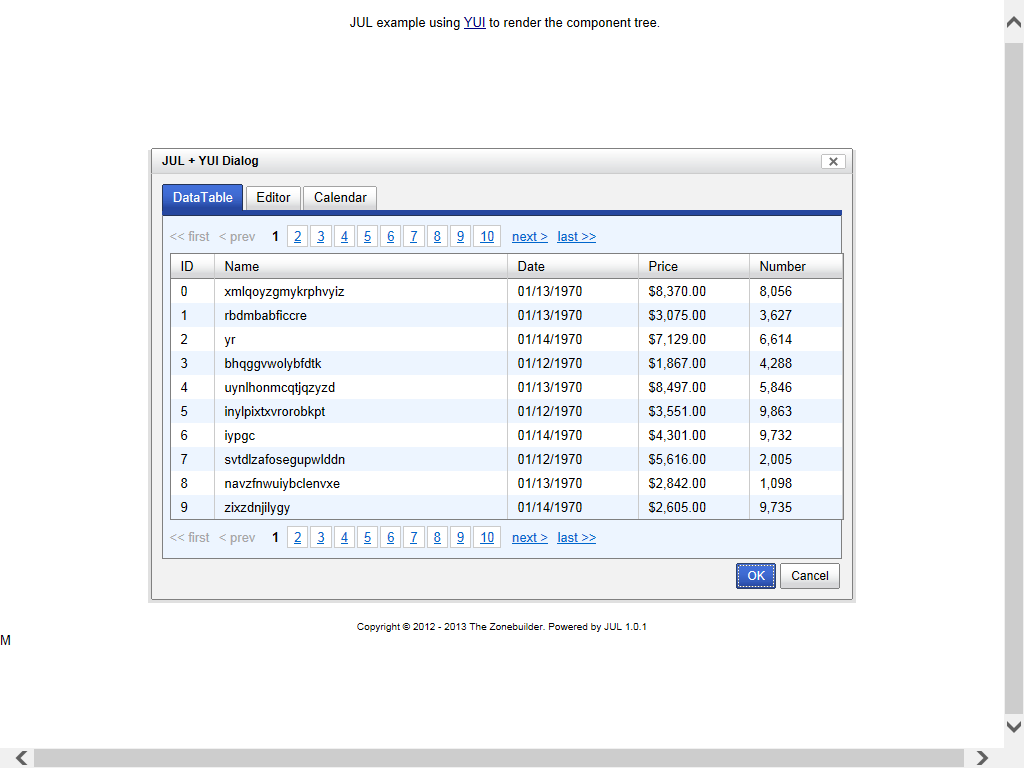 JUL example using YUI to render the component tree.
JUL + YUI Dialog
DataTable Editor Calendar
<< first < prev 1 2 3 4 5 6 7 8 9 10 next > last >>
ID Name Date Price Number
0 xmlqoyzgmykrphvyiz 01/13/1970 $8,370.00 8,056
1 rbdmbabficcre 01/13/1970 $3,075.00 3,627
2 yr 01/14/1970 $7,129.00 6,614
3 bhqggvwolybfdtk 01/12/1970 $1,867.00 4,288
4 uynlhonmcqtjqzyzd 01/13/1970 $8,497.00 5,846
5 inylpixtxvrorobkpt 01/12/1970 $3,551.00 9,863
6 iypgc 01/14/1970 $4,301.00 9,732
7 svtdlzafosegupwlddn 01/12/1970 $5,616.00 2,005
8 navzfnwuiybclenvxe 01/13/1970 $2,842.00 1,098
9 zixzdnjilygy 01/14/1970 $2,605.00 9,735
<< first < prev 1 2 3 4 5 6 7 8 9 10 next > last >>
OK Cancel
Copyright © 2012 - 2013 The Zonebuilder. Powered by JUL 1.0.1
M